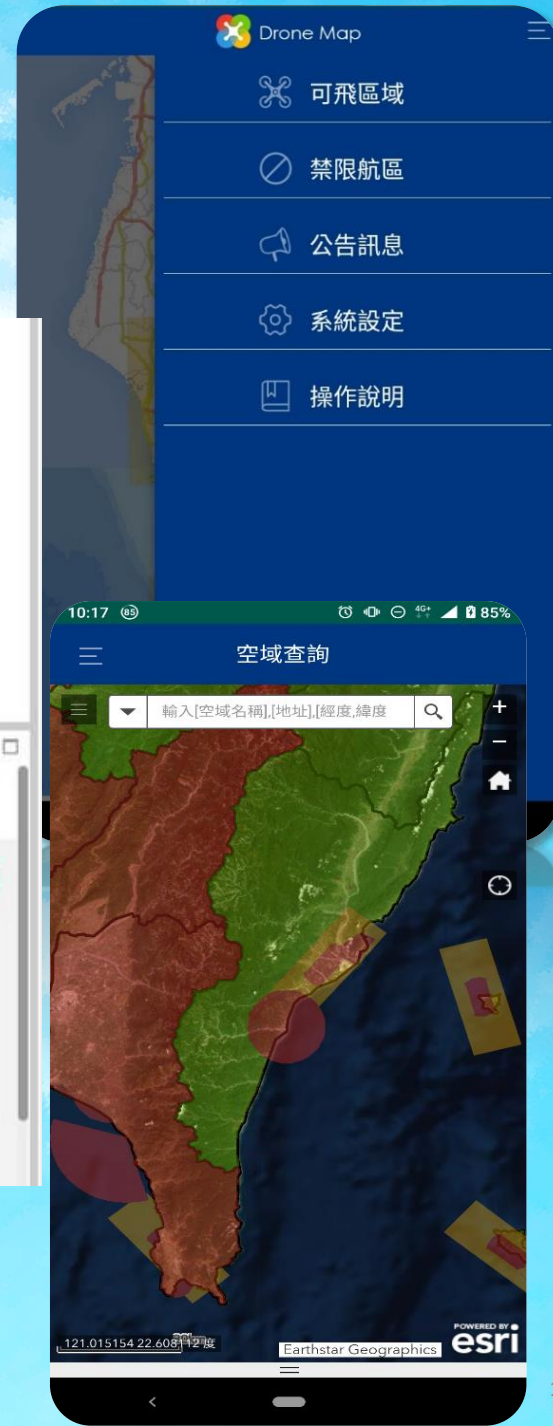 Drone Map
可飛區域
禁限航區
公告訊息
系統設定
操作說明
10:17 85 4G+ 85%
空域查詢
輸入[空域名稱],[地址],[經度,緯度
+
−
121.015154 22.608 12 度
Earthstar Geographics
POWERED BY
esri